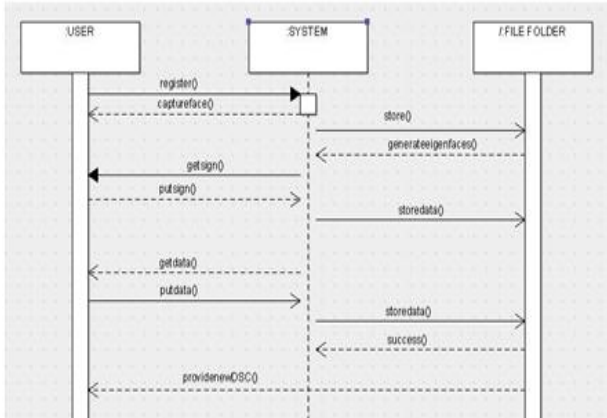 :USER
:SYSTEM
/:FILE FOLDER
register()
captureface()
store()
generateeigenfaces()
getsign()
putsign()
storedata()
getdata()
putdata()
storedata()
success()
providenewDSC()